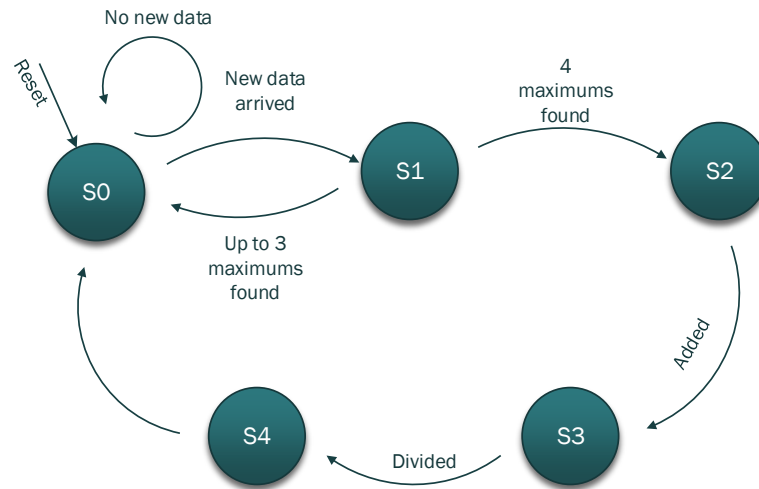 No new data
Reset
New data
arrived
4
maximums
found
S0
S1
S2
Up to 3
maximums
found
Added
S4
S3
Divided